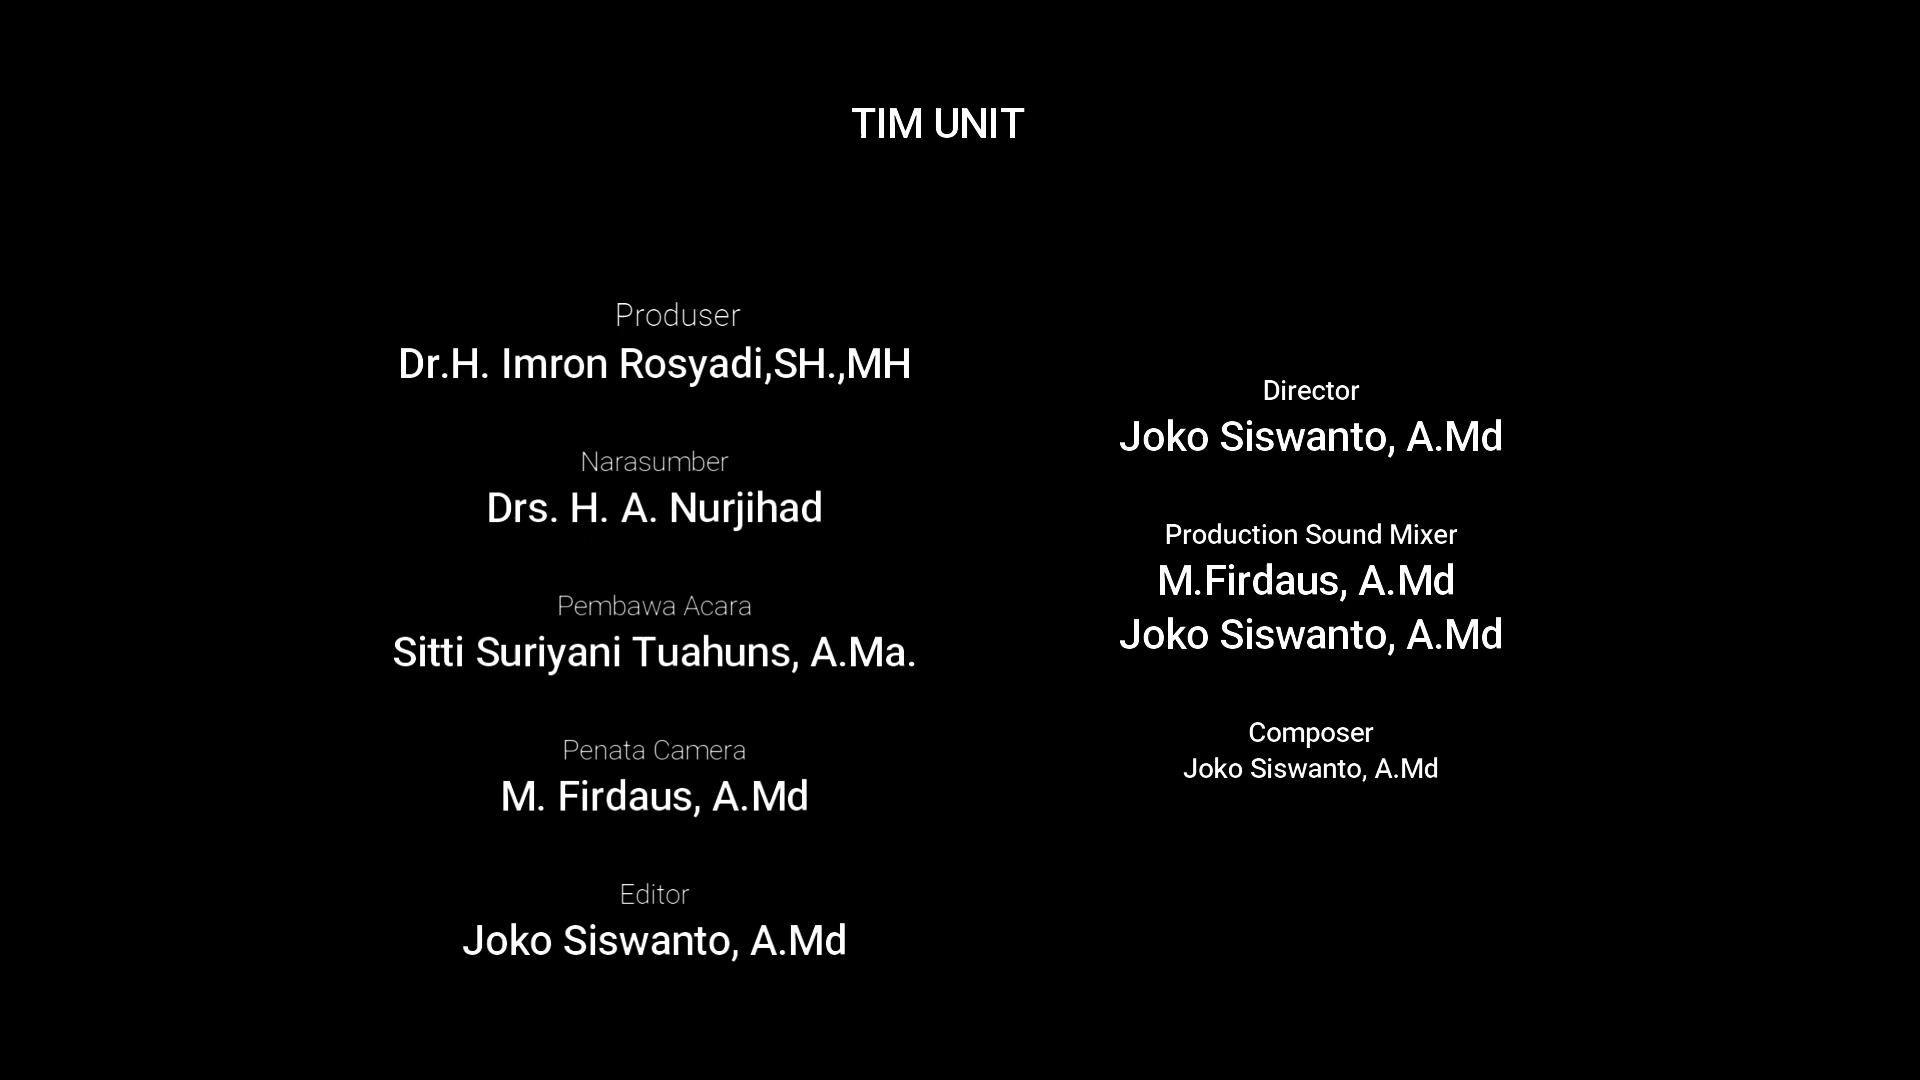 TIM UNIT
Produser
Dr.H. Imron Rosyadi,SH.,MH
Narasumber
Drs. H. A. Nurjihad
Pembawa Acara
Sitti Suriyani Tuahuns, A.Ma.
Penata Camera
M. Firdaus, A.Md
Editor
Joko Siswanto, A.Md
Director
Joko Siswanto, A.Md
Production Sound Mixer
M.Firdaus, A.Md
Joko Siswanto, A.Md
Composer
Joko Siswanto, A.Md